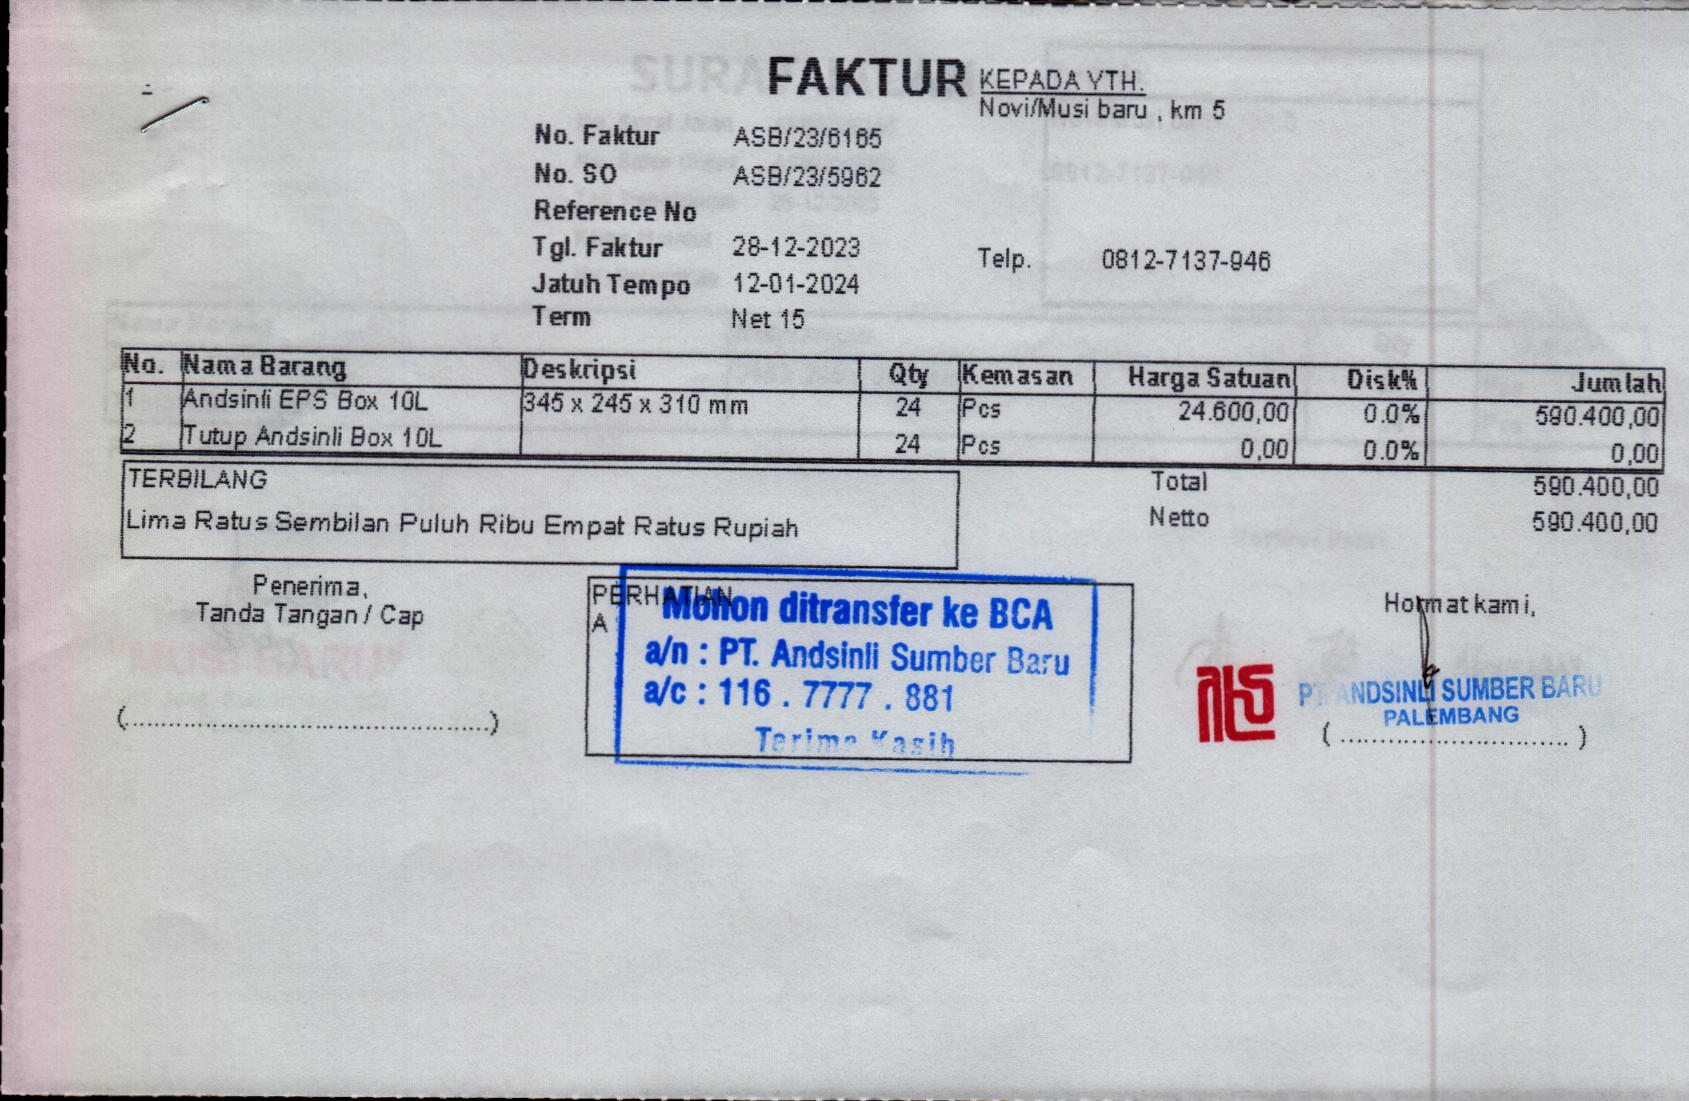 FAKTUR
KEPADA YTH.
Novi/Musi baru , km 5
No. Faktur ASB/23/6165
No. SO ASB/23/5962
Reference No
Tgl. Faktur 28-12-2023
Telp. 0812-7137-946
Jatuh Tempo 12-01-2024
Term Net 15
No. Nama Barang Deskripsi Qty Kemasan Harga Satuan Disk% Jumlah
1 Andsinli EPS Box 10L 345 x 245 x 310 mm 24 Pcs 24.600,00 0.0% 590.400,00
2 Tutup Andsinli Box 10L 24 Pcs 0,00 0.0% 0,00
TERBILANG
Lima Ratus Sembilan Puluh Ribu Empat Ratus Rupiah
Total 590.400,00
Netto 590.400,00
Penerima,
Tanda Tangan / Cap
(................................................)
PERHATIAN
A
Mohon ditransfer ke BCA
a/n : PT. Andsinli Sumber Baru
a/c : 116 . 7777 . 881
Terima Kasih
Hormat kami,
PT. ANDSINLI SUMBER BARU
PALEMBANG
( .............................. )